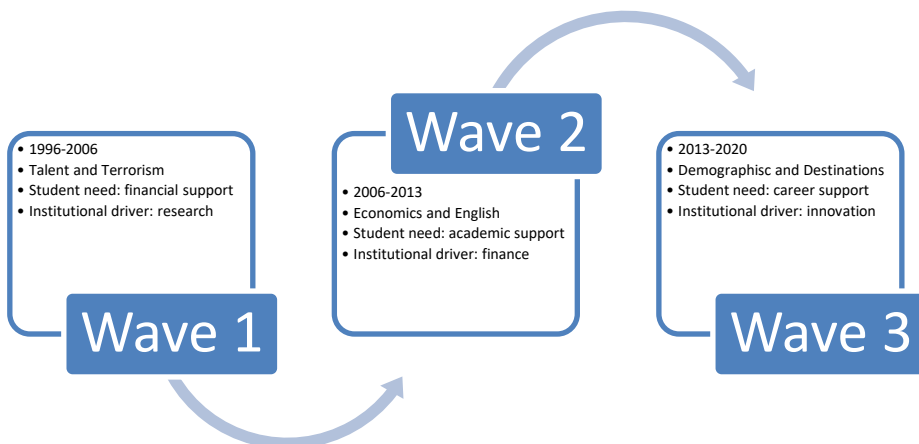 • 1996-2006
• Talent and Terrorism
• Student need: financial support
• Institutional driver: research
Wave 1
Wave 2
• 2006-2013
• Economics and English
• Student need: academic support
• Institutional driver: finance
• 2013-2020
• Demographisc and Destinations
• Student need: career support
• Institutional driver: innovation
Wave 3